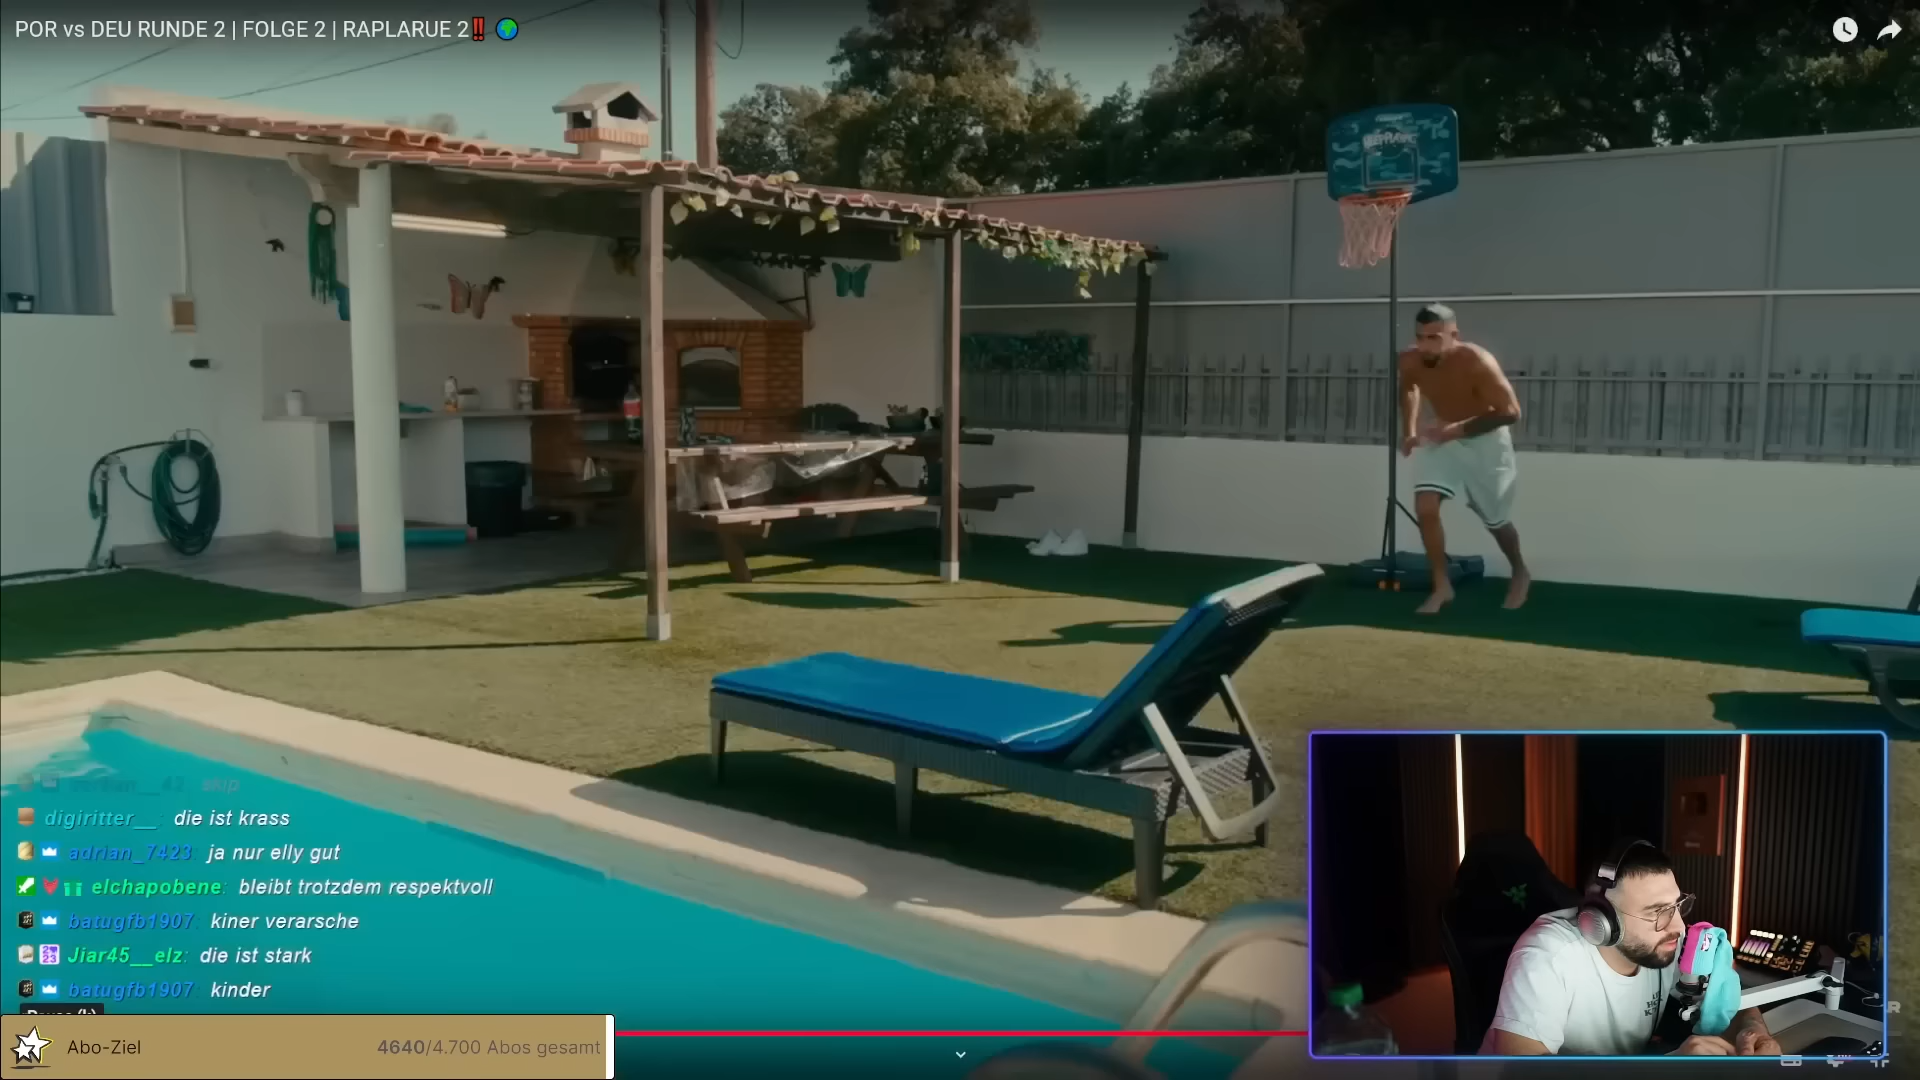 POR vs DEU RUNDE 2 | FOLGE 2 | RAPLARUE 2‼️ 🌍
skip
digiritter__: die ist krass
adrian_7423: ja nur elly gut
elchapobene: bleibt trotzdem respektvoll
batugfb1907: kiner verarsche
Jiar45__elz: die ist stark
batugfb1907: kinder
Abo-Ziel 4640/4.700 Abos gesamt